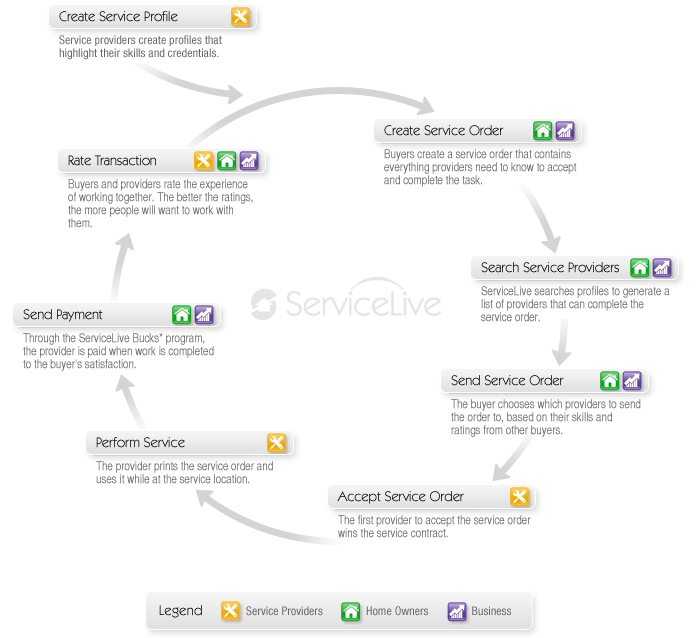 Create Service Profile
Service providers create profiles that
highlight their skills and credentials.
Create Service Order
Buyers create a service order that contains
everything providers need to know to accept
and complete the task.
Search Service Providers
ServiceLive searches profiles to generate a
list of providers that can complete the
service order.
Send Service Order
The buyer chooses which providers to send
the order to, based on their skills and
ratings from other buyers.
Accept Service Order
The first provider to accept the service order
wins the service contract.
Perform Service
The provider prints the service order and
uses it while at the service location.
Send Payment
Through the ServiceLive Bucks* program,
the provider is paid when work is completed
to the buyer's satisfaction.
Rate Transaction
Buyers and providers rate the experience
of working together. The better the ratings,
the more people will want to work with
them.
ServiceLive
Legend
Service Providers
Home Owners
Business